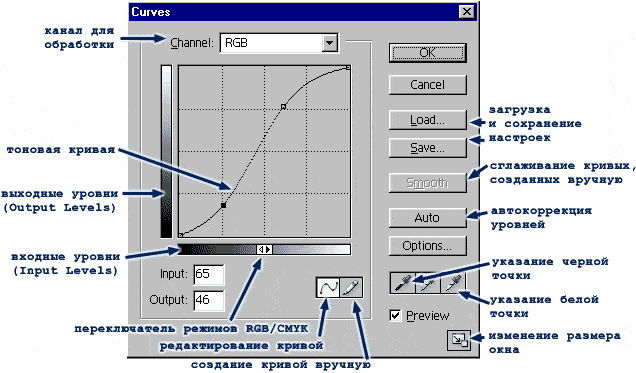 Curves
канал для
обработки
Channel: RGB
OK
Cancel
Load...
загрузка
и сохранение
настроек
Save...
тоновая кривая
Smooth
сглаживание кривых,
созданных вручную
выходные уровни
(Output Levels)
Auto
автокоррекция
уровней
входные уровни
(Input Levels)
Options...
Input: 65
Output: 46
указание черной
точки
указание белой
точки
Preview
переключатель режимов RGB/CMYK
редактирование кривой
создание кривой вручную
изменение размера
окна